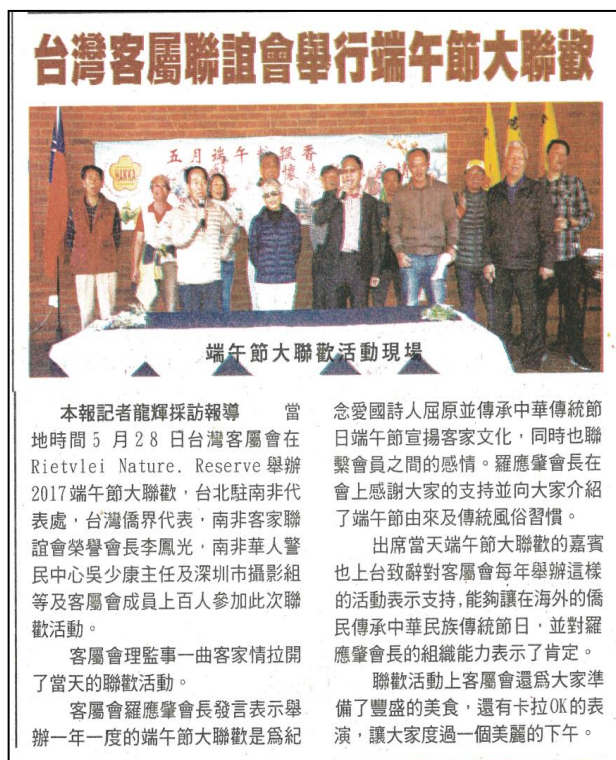 台灣客屬聯誼會舉行端午節大聯歡
HAKKA
五月端午粽飄香
懷
端午節大聯歡活動現場
本報記者龍輝採訪報導 當
地時間5月28日台灣客屬會在
Rietvlei Nature. Reserve舉辦
2017端午節大聯歡，台北駐南非代
表處，台灣僑界代表，南非客家聯
誼會榮譽會長李鳳光，南非華人警
民中心吳少康主任及深圳市攝影組
等及客屬會成員上百人參加此次聯
歡活動。
客屬會理監事一曲客家情拉開
了當天的聯歡活動。
客屬會羅應肇會長發言表示舉
辦一年一度的端午節大聯歡是爲紀
念愛國詩人屈原並傳承中華傳統節
日端午節宣揚客家文化，同時也聯
繫會員之間的感情。羅應肇會長在
會上感謝大家的支持並向大家介紹
了端午節由來及傳統風俗習慣。
出席當天端午節大聯歡的嘉賓
也上台致辭對客屬會每年舉辦這樣
的活動表示支持,能夠讓在海外的僑
民傳承中華民族傳統節日，並對羅
應肇會長的組織能力表示了肯定。
聯歡活動上客屬會還爲大家準
備了豐盛的美食，還有卡拉OK的表
演，讓大家度過一個美麗的下午。